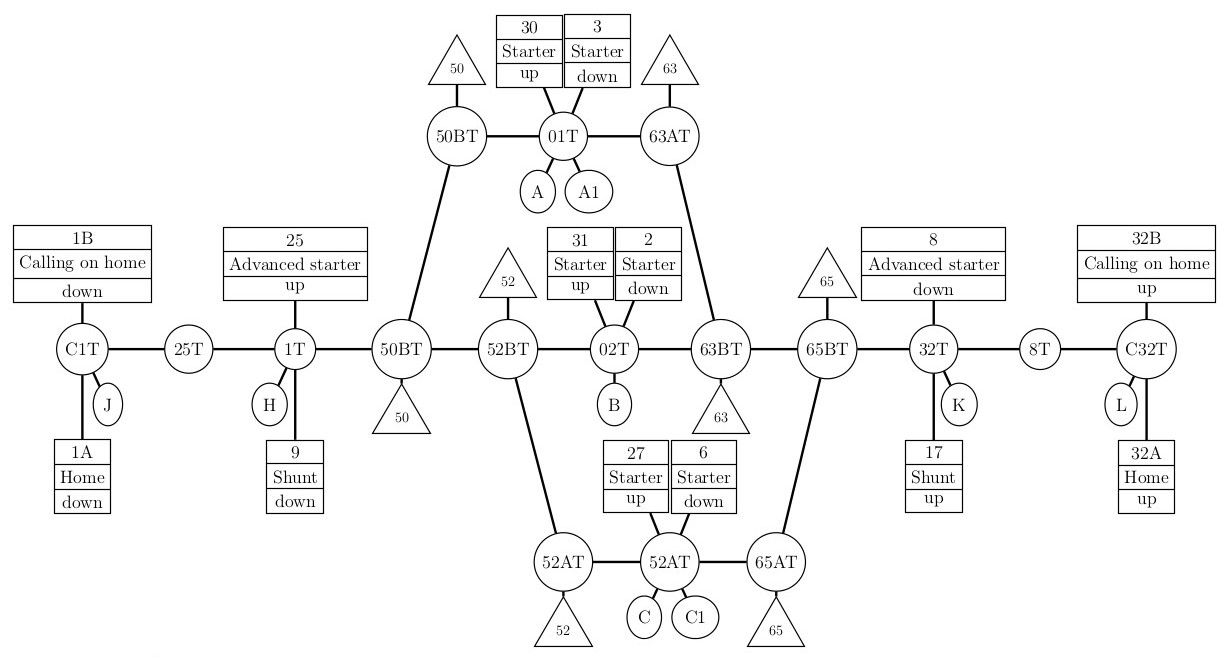 30
Starter
up
3
Starter
down
50
63
50BT
01T
63AT
A
A1
1B
Calling on home
down
25
Advanced starter
up
52
31
Starter
up
2
Starter
down
65
8
Advanced starter
down
32B
Calling on home
up
C1T
25T
1T
50BT
52BT
02T
63BT
65BT
32T
8T
C32T
J
H
50
B
63
K
L
1A
Home
down
9
Shunt
down
27
Starter
up
6
Starter
down
17
Shunt
up
32A
Home
up
52AT
52AT
65AT
52
C
C1
65